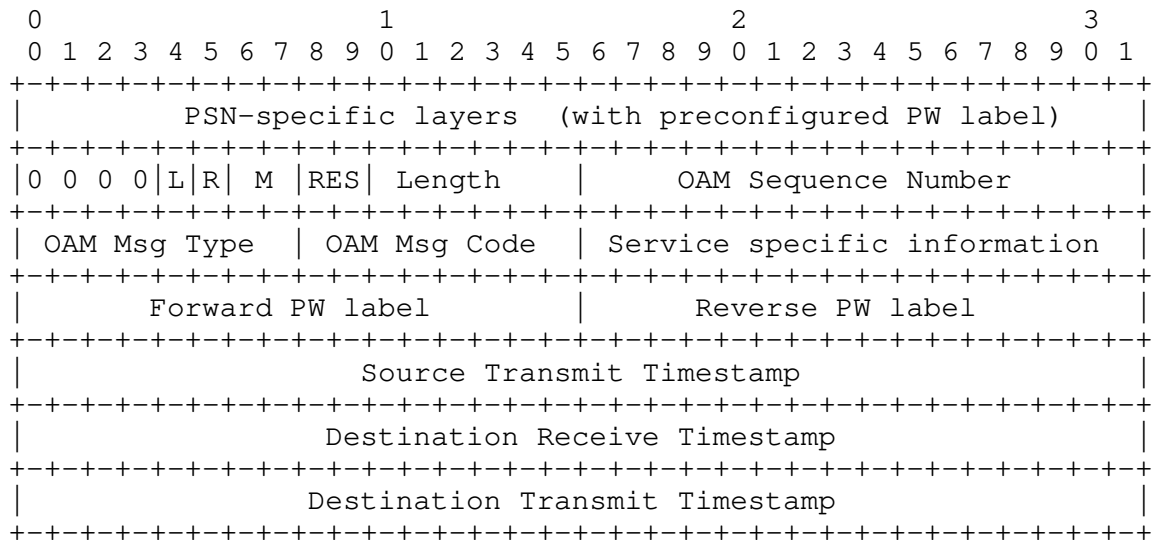 0                   1                   2                   3
 0 1 2 3 4 5 6 7 8 9 0 1 2 3 4 5 6 7 8 9 0 1 2 3 4 5 6 7 8 9 0 1
+-+-+-+-+-+-+-+-+-+-+-+-+-+-+-+-+-+-+-+-+-+-+-+-+-+-+-+-+-+-+-+-+
|         PSN-specific layers  (with preconfigured PW label)    |
+-+-+-+-+-+-+-+-+-+-+-+-+-+-+-+-+-+-+-+-+-+-+-+-+-+-+-+-+-+-+-+-+
|0 0 0 0|L|R| M |RES| Length    |     OAM Sequence Number       |
+-+-+-+-+-+-+-+-+-+-+-+-+-+-+-+-+-+-+-+-+-+-+-+-+-+-+-+-+-+-+-+-+
| OAM Msg Type  | OAM Msg Code  | Service specific information  |
+-+-+-+-+-+-+-+-+-+-+-+-+-+-+-+-+-+-+-+-+-+-+-+-+-+-+-+-+-+-+-+-+
|       Forward PW label        |      Reverse PW label         |
+-+-+-+-+-+-+-+-+-+-+-+-+-+-+-+-+-+-+-+-+-+-+-+-+-+-+-+-+-+-+-+-+
|                   Source Transmit Timestamp                   |
+-+-+-+-+-+-+-+-+-+-+-+-+-+-+-+-+-+-+-+-+-+-+-+-+-+-+-+-+-+-+-+-+
|                 Destination Receive Timestamp                 |
+-+-+-+-+-+-+-+-+-+-+-+-+-+-+-+-+-+-+-+-+-+-+-+-+-+-+-+-+-+-+-+-+
|                Destination Transmit Timestamp                 |
+-+-+-+-+-+-+-+-+-+-+-+-+-+-+-+-+-+-+-+-+-+-+-+-+-+-+-+-+-+-+-+-+